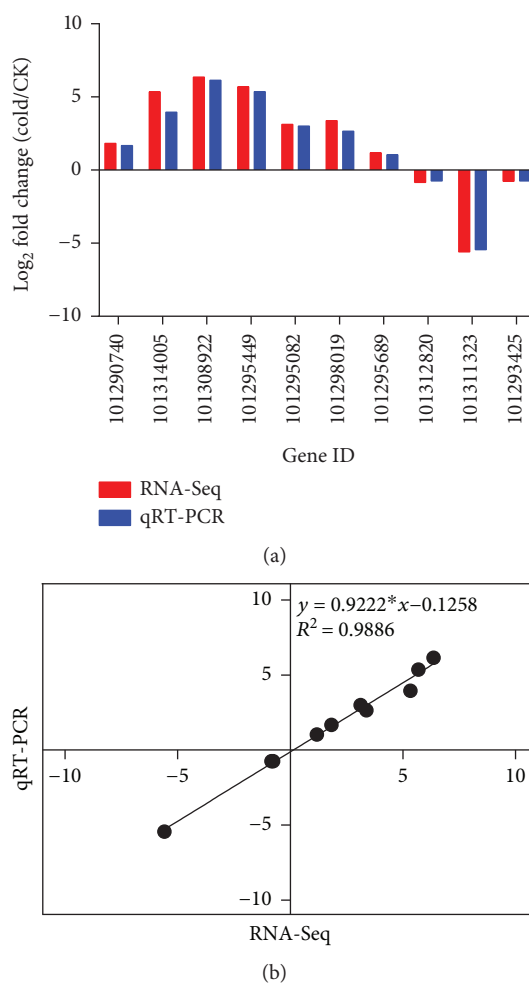 10
5
0
−5
−10
Log₂ fold change (cold/CK)
101290740
101314005
101308922
101295449
101295082
101298019
101295689
101312820
101311323
101293425
Gene ID
RNA-Seq
qRT-PCR
(a)
10
y = 0.9222*x−0.1258
R² = 0.9886
5
qRT-PCR
−10
−5
0
5
10
−5
−10
RNA-Seq
(b)